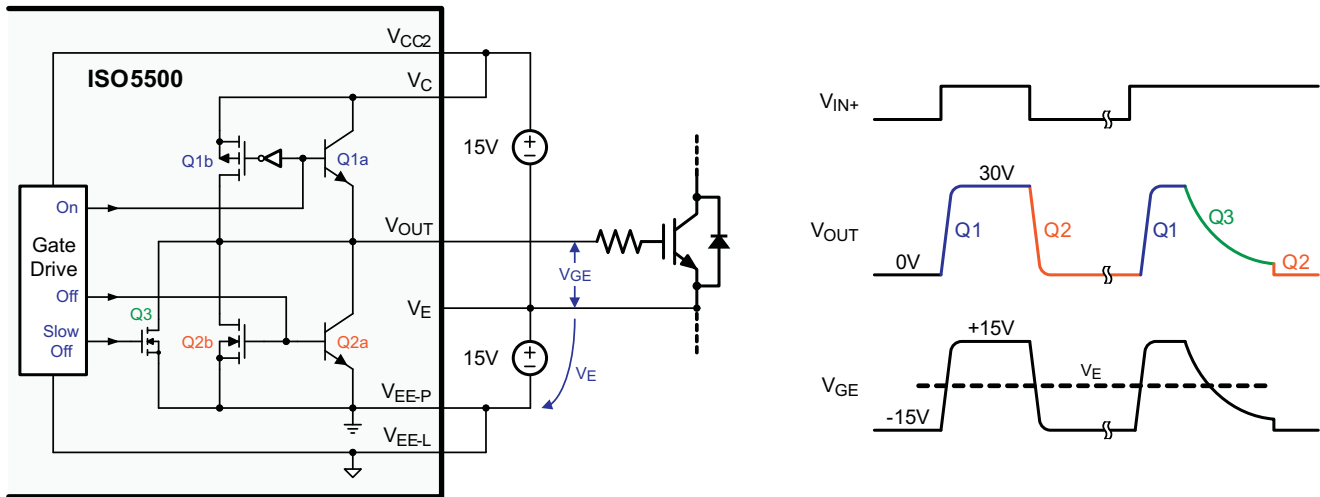 VCC2
ISO5500
VC
15V
Q1b
Q1a
On
VOUT
Gate
Drive
VGE
Off
VE
Q3
Slow
Off
Q2b
Q2a
15V
VE
VEE-P
VEE-L
VIN+
30V
VOUT
Q1
Q2
Q1
Q3
0V
Q2
+15V
VE
VGE
-15V